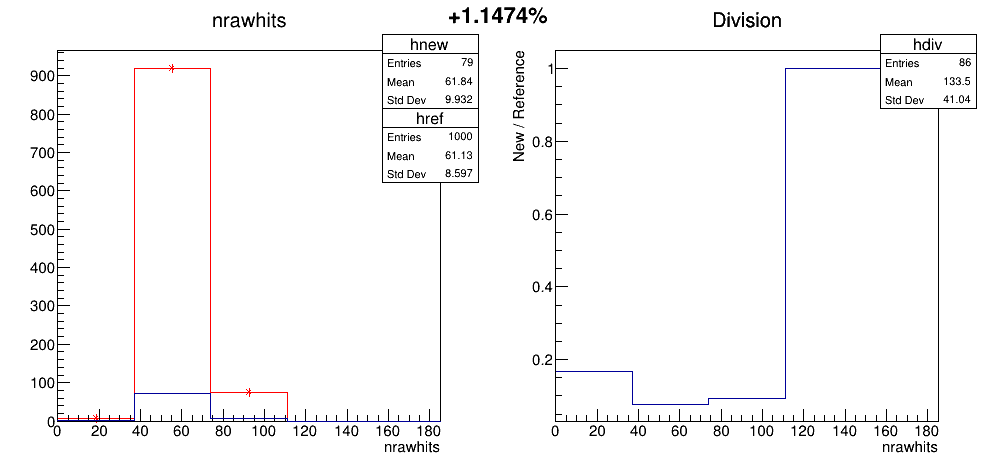 +1.1474%
nrawhits
hnew
Entries 79
Mean 61.84
Std Dev 9.932
href
Entries 1000
Mean 61.13
Std Dev 8.597
900
800
700
600
500
400
300
200
100
0
0 20 40 60 80 100 120 140 160 180
nrawhits
Division
hdiv
Entries 86
Mean 133.5
Std Dev 41.04
New / Reference
1
0.8
0.6
0.4
0.2
0 20 40 60 80 100 120 140 160 180
nrawhits